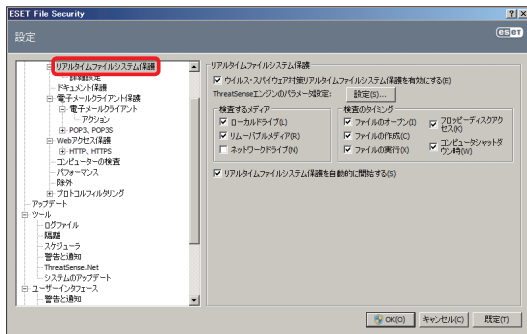 ESET File Security
設定
eset
リアルタイムファイルシステム保護
詳細設定
ドキュメント保護
電子メールクライアント保護
電子メールクライアント
アクション
POP3, POP3S
Webアクセス保護
HTTP, HTTPS
コンピューターの検査
パフォーマンス
除外
プロトコルフィルタリング
アップデート
ツール
ログファイル
隔離
スケジューラ
警告と通知
ThreatSense.Net
システムのアップデート
ユーザーインタフェース
警告と通知
リアルタイムファイルシステム保護
ウイルス・スパイウェア対策リアルタイムファイルシステム保護を有効にする(E)
ThreatSenseエンジンのパラメータ設定:
設定(S)...
検査するメディア
ローカルドライブ(L)
リムーバブルメディア(R)
ネットワークドライブ(N)
検査のタイミング
ファイルのオープン(I)
ファイルの作成(C)
ファイルの実行(X)
フロッピーディスクアクセス(K)
コンピュータシャットダウン時(W)
リアルタイムファイルシステム保護を自動的に開始する(S)
OK(O)
キャンセル(C)
既定(T)